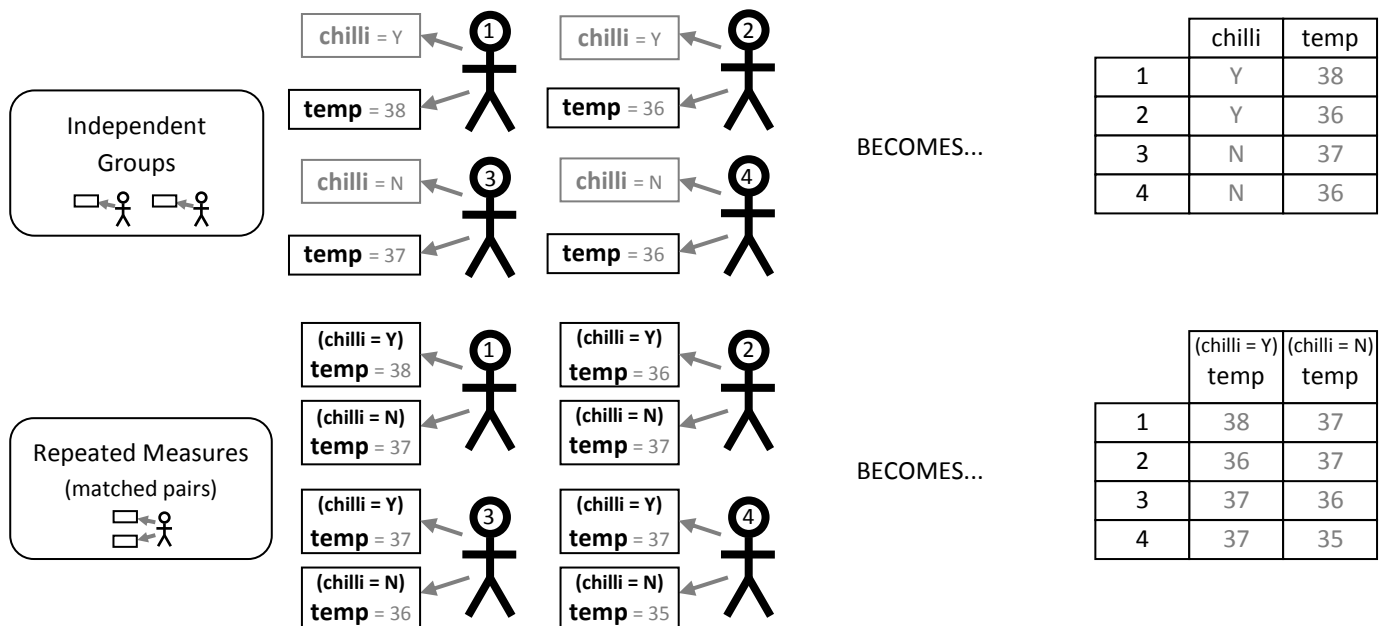 chilli = Y
1
chilli = Y
2
temp = 38
temp = 36
Independent
Groups
chilli = N
3
chilli = N
4
temp = 37
temp = 36
BECOMES...
chilli temp
1 Y 38
2 Y 36
3 N 37
4 N 36
(chilli = Y)
temp = 38
1
(chilli = Y)
temp = 36
2
(chilli = N)
temp = 37
(chilli = N)
temp = 37
Repeated Measures
(matched pairs)
(chilli = Y)
temp = 37
3
(chilli = Y)
temp = 37
4
(chilli = N)
temp = 36
(chilli = N)
temp = 35
BECOMES...
(chilli = Y) (chilli = N)
temp temp
1 38 37
2 36 37
3 37 36
4 37 35